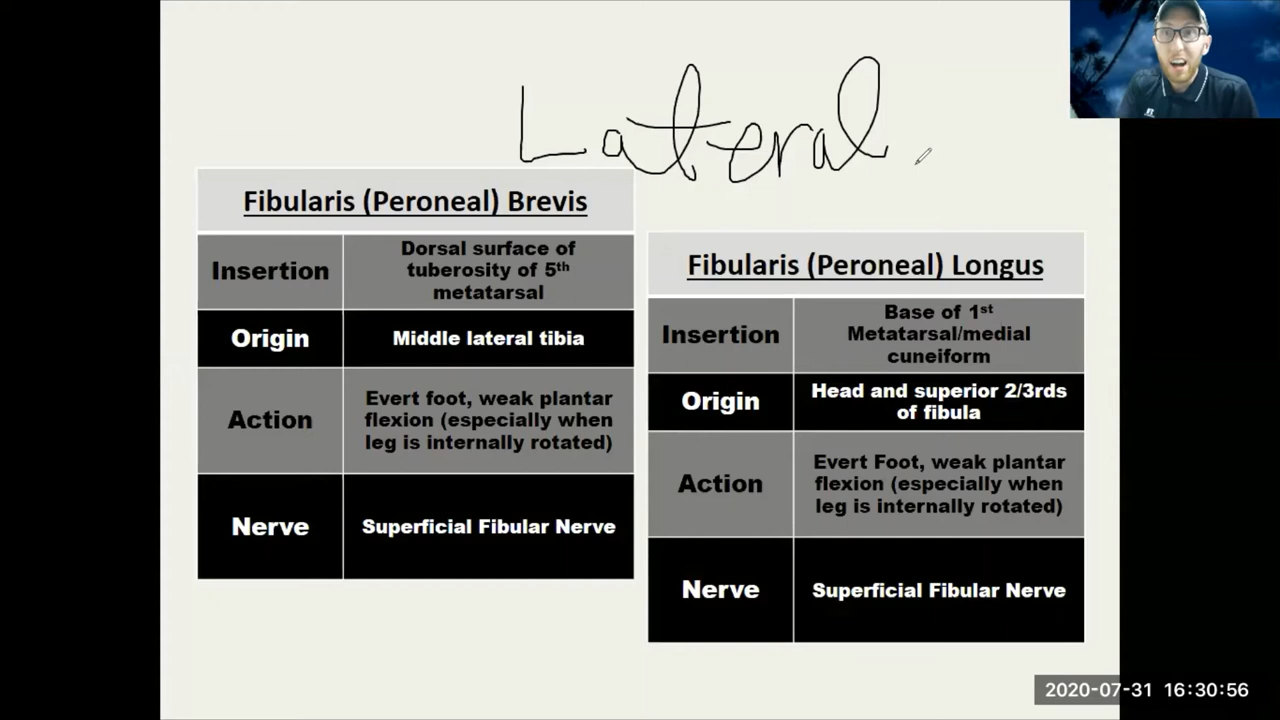 Lateral
Fibularis (Peroneal) Brevis
Insertion
Dorsal surface of
tuberosity of 5th
metatarsal
Origin
Middle lateral tibia
Action
Evert foot, weak plantar
flexion (especially when
leg is internally rotated)
Nerve
Superficial Fibular Nerve
Fibularis (Peroneal) Longus
Insertion
Base of 1st
Metatarsal/medial
cuneiform
Origin
Head and superior 2/3rds
of fibula
Action
Evert Foot, weak plantar
flexion (especially when
leg is internally rotated)
Nerve
Superficial Fibular Nerve
2020-07-31 16:30:56